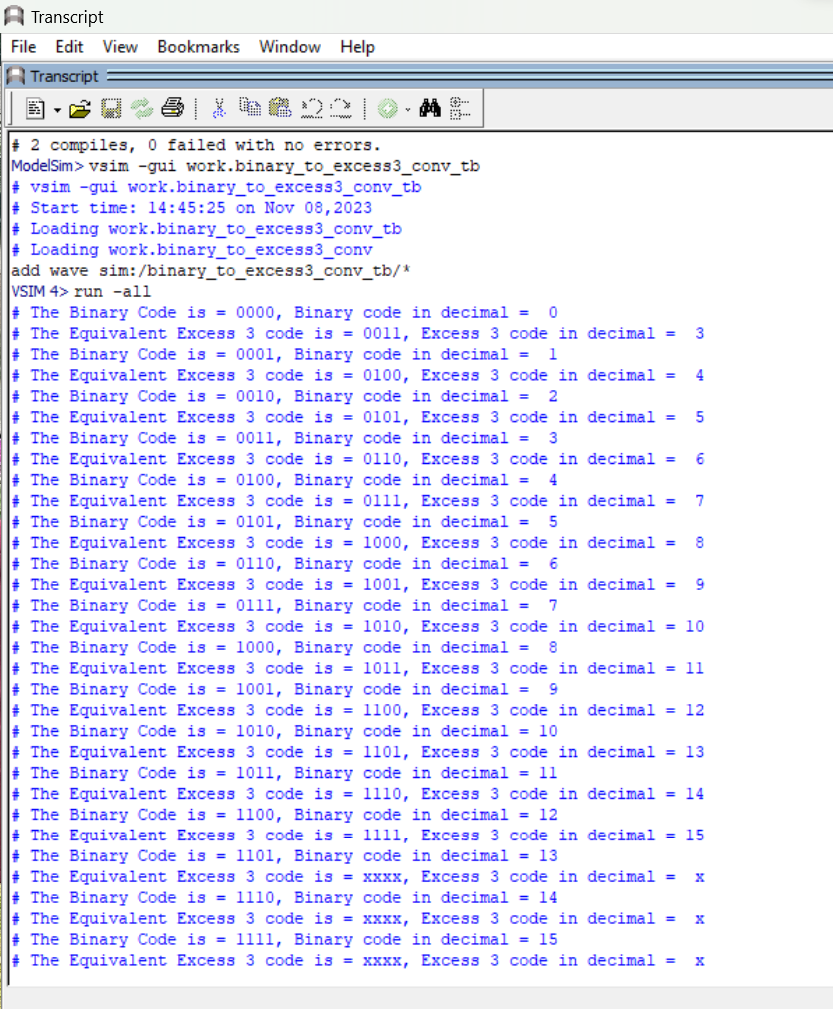 Transcript
File Edit View Bookmarks Window Help
Transcript
# 2 compiles, 0 failed with no errors.
ModelSim> vsim -gui work.binary_to_excess3_conv_tb
# vsim -gui work.binary_to_excess3_conv_tb
# Start time: 14:45:25 on Nov 08,2023
# Loading work.binary_to_excess3_conv_tb
# Loading work.binary_to_excess3_conv
add wave sim:/binary_to_excess3_conv_tb/*
VSIM 4> run -all
# The Binary Code is = 0000, Binary code in decimal =  0
# The Equivalent Excess 3 code is = 0011, Excess 3 code in decimal =  3
# The Binary Code is = 0001, Binary code in decimal =  1
# The Equivalent Excess 3 code is = 0100, Excess 3 code in decimal =  4
# The Binary Code is = 0010, Binary code in decimal =  2
# The Equivalent Excess 3 code is = 0101, Excess 3 code in decimal =  5
# The Binary Code is = 0011, Binary code in decimal =  3
# The Equivalent Excess 3 code is = 0110, Excess 3 code in decimal =  6
# The Binary Code is = 0100, Binary code in decimal =  4
# The Equivalent Excess 3 code is = 0111, Excess 3 code in decimal =  7
# The Binary Code is = 0101, Binary code in decimal =  5
# The Equivalent Excess 3 code is = 1000, Excess 3 code in decimal =  8
# The Binary Code is = 0110, Binary code in decimal =  6
# The Equivalent Excess 3 code is = 1001, Excess 3 code in decimal =  9
# The Binary Code is = 0111, Binary code in decimal =  7
# The Equivalent Excess 3 code is = 1010, Excess 3 code in decimal = 10
# The Binary Code is = 1000, Binary code in decimal =  8
# The Equivalent Excess 3 code is = 1011, Excess 3 code in decimal = 11
# The Binary Code is = 1001, Binary code in decimal =  9
# The Equivalent Excess 3 code is = 1100, Excess 3 code in decimal = 12
# The Binary Code is = 1010, Binary code in decimal = 10
# The Equivalent Excess 3 code is = 1101, Excess 3 code in decimal = 13
# The Binary Code is = 1011, Binary code in decimal = 11
# The Equivalent Excess 3 code is = 1110, Excess 3 code in decimal = 14
# The Binary Code is = 1100, Binary code in decimal = 12
# The Equivalent Excess 3 code is = 1111, Excess 3 code in decimal = 15
# The Binary Code is = 1101, Binary code in decimal = 13
# The Equivalent Excess 3 code is = xxxx, Excess 3 code in decimal =  x
# The Binary Code is = 1110, Binary code in decimal = 14
# The Equivalent Excess 3 code is = xxxx, Excess 3 code in decimal =  x
# The Binary Code is = 1111, Binary code in decimal = 15
# The Equivalent Excess 3 code is = xxxx, Excess 3 code in decimal =  x